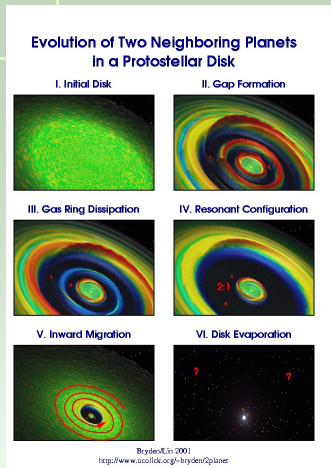 Evolution of Two Neighboring Planets
in a Protostellar Disk
I. Initial Disk
II. Gap Formation
III. Gas Ring Dissipation
IV. Resonant Configuration
2:1
V. Inward Migration
VI. Disk Evaporation
?
?
Bryden/Lin 2001
http://www.ucolick.org/~bryden/2planet